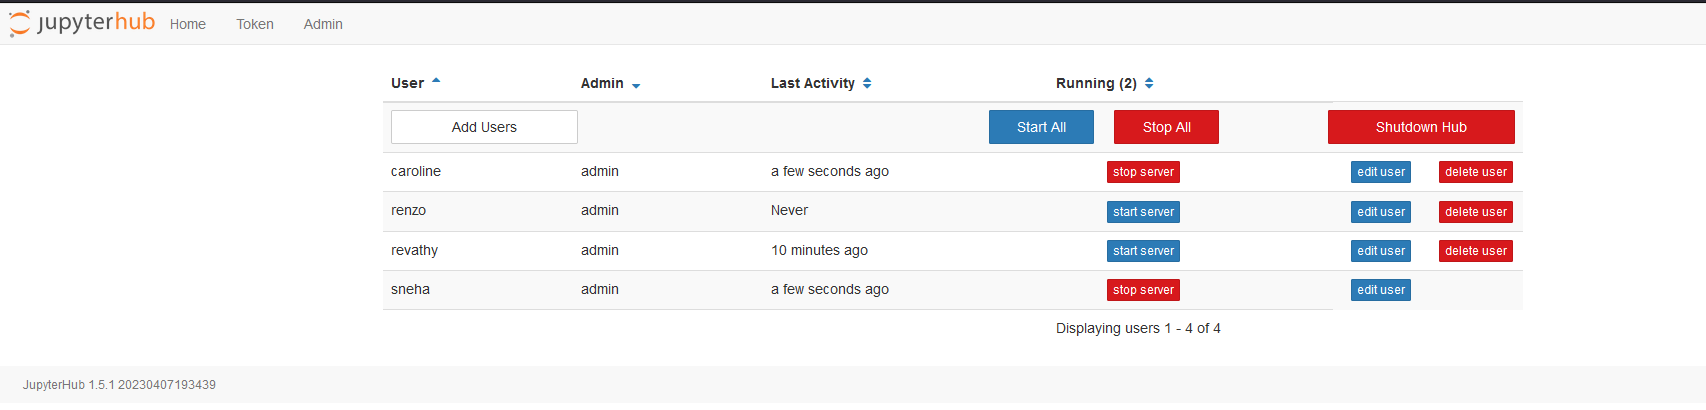 jupyterhub Home Token Admin
User Admin Last Activity Running (2)
Add Users Start All Stop All Shutdown Hub
caroline admin a few seconds ago stop server edit user delete user
renzo admin Never start server edit user delete user
revathy admin 10 minutes ago start server edit user delete user
sneha admin a few seconds ago stop server edit user
Displaying users 1 - 4 of 4
JupyterHub 1.5.1 20230407193439